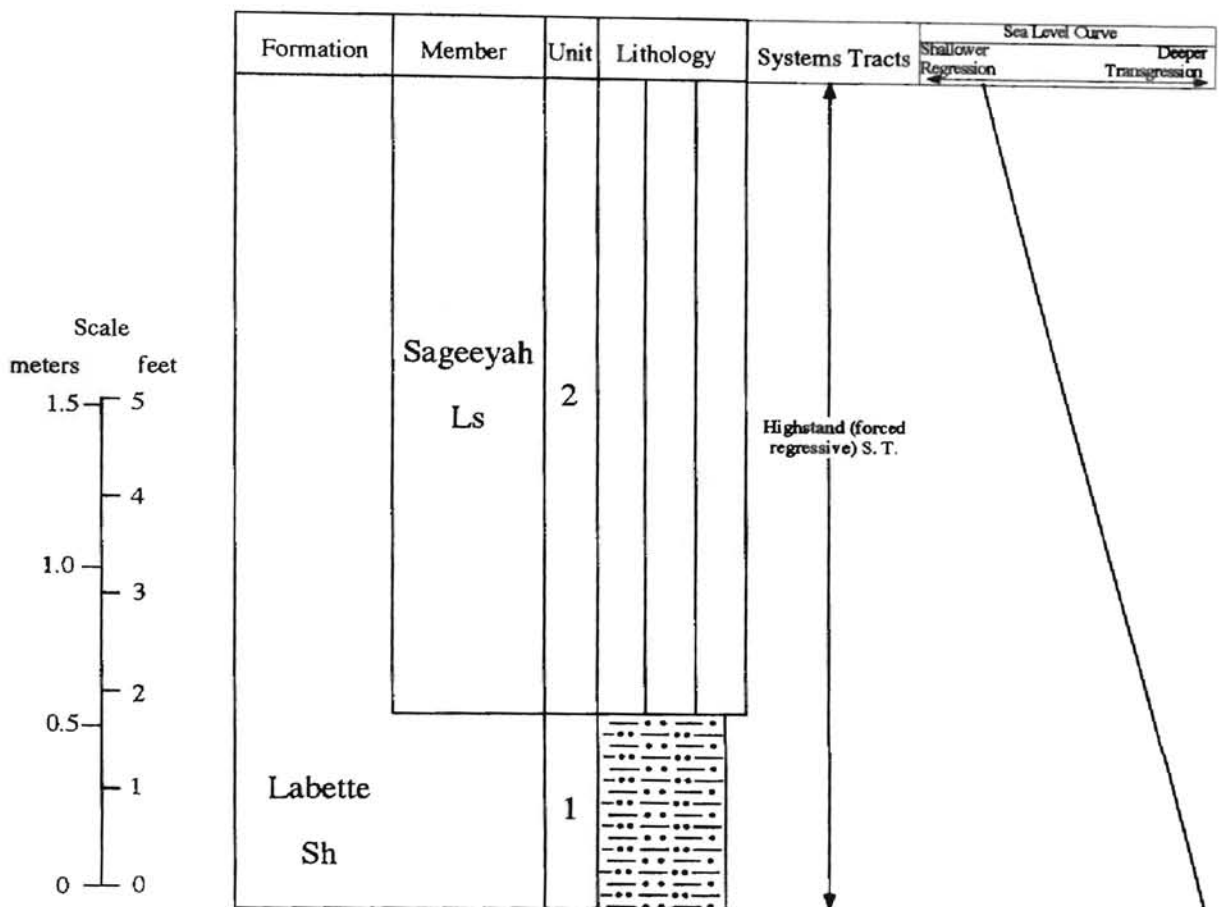 Formation
Member
Unit
Lithology
Systems Tracts
Sea Level Curve
Shallower
Deeper
Regression
Transgression
Sageeyah
Ls
2
Highstand (forced
regressive) S. T.
Labette
Sh
1
Scale
meters feet
1.5 5
4
1.0
3
2
0.5
1
0 0